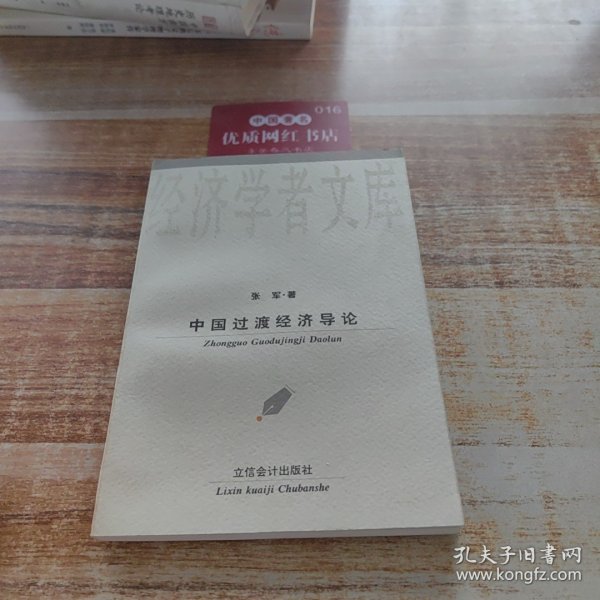 016
中国书店
优质网红书店
经济学者文库
张 军·著
中国过渡经济导论
Zhongguo Guodujingji Daolun
立信会计出版社
Lixin kuaiji Chubanshe
孔夫子旧书网
www.kongfz.com